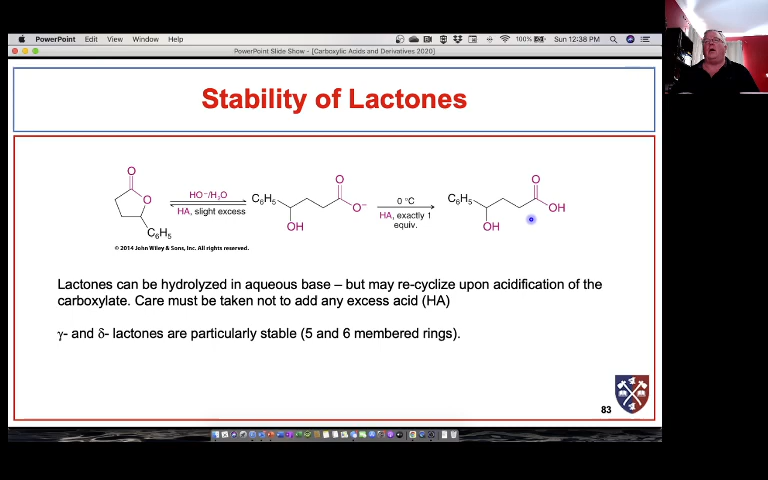 PowerPoint Edit View Window Help 100% Sun 12:38 PM
PowerPoint Slide Show - [Carboxylic Acids and Derivatives 2020]
Stability of Lactones
O
O
C₆H₅
HO⁻/H₂O
HA, slight excess
C₆H₅
O
O⁻
OH
0 °C
HA, exactly 1
equiv.
C₆H₅
O
OH
OH
© 2014 John Wiley & Sons, Inc. All rights reserved.
Lactones can be hydrolyzed in aqueous base – but may re-cyclize upon acidification of the
carboxylate. Care must be taken not to add any excess acid (HA)
γ- and δ- lactones are particularly stable (5 and 6 membered rings).
83